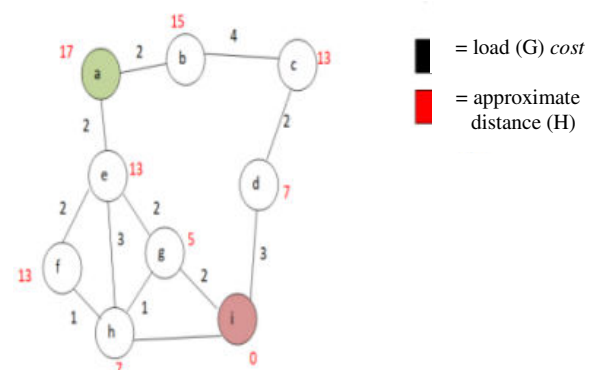 15
17
a
2
b
4
c
13
2
2
e
13
d
7
2
3
2
g
5
3
13
f
2
1
h
1
i
7
0
= load (G) cost
= approximate
distance (H)